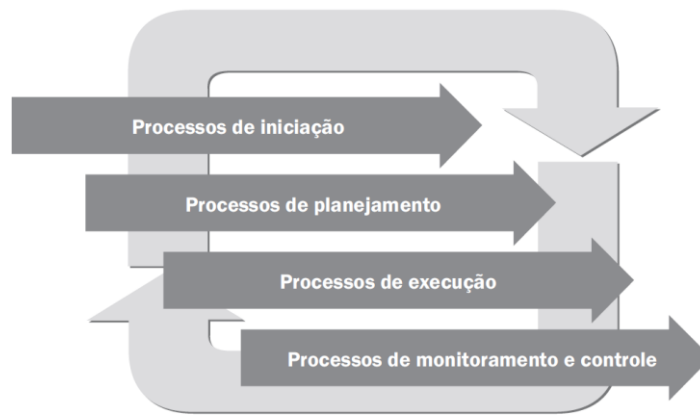 Processos de iniciação
Processos de planejamento
Processos de execução
Processos de monitoramento e controle